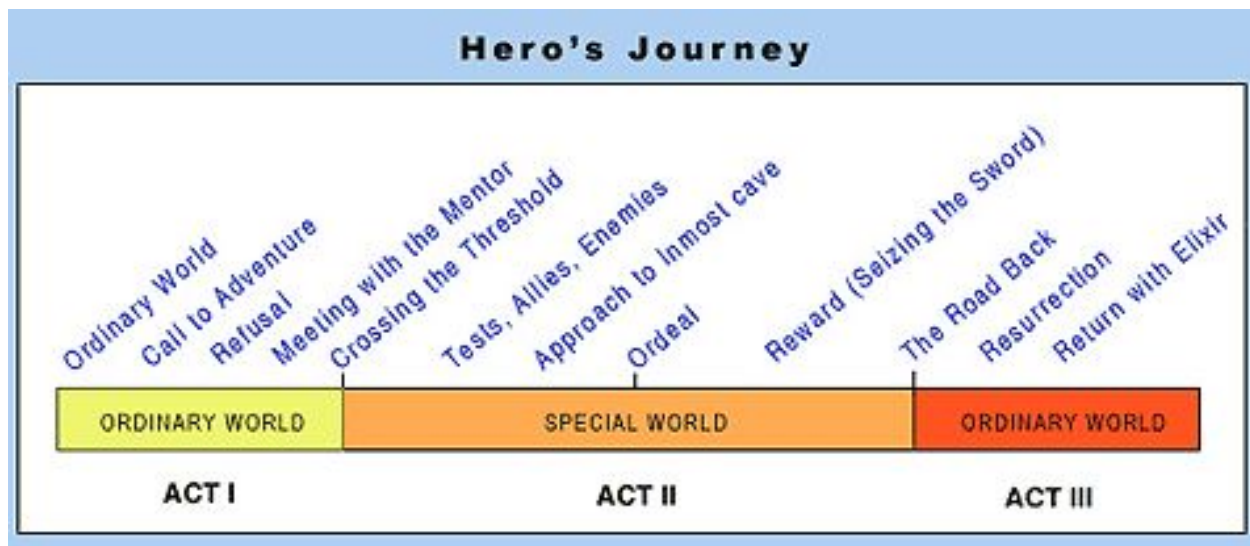 Hero's Journey
Ordinary World
Call to Adventure
Refusal
Meeting with the Mentor
Crossing the Threshold
Tests, Allies, Enemies
Approach to Inmost cave
Ordeal
Reward (Seizing the Sword)
The Road Back
Resurrection
Return with Elixir
ORDINARY WORLD
SPECIAL WORLD
ORDINARY WORLD
ACT I
ACT II
ACT III